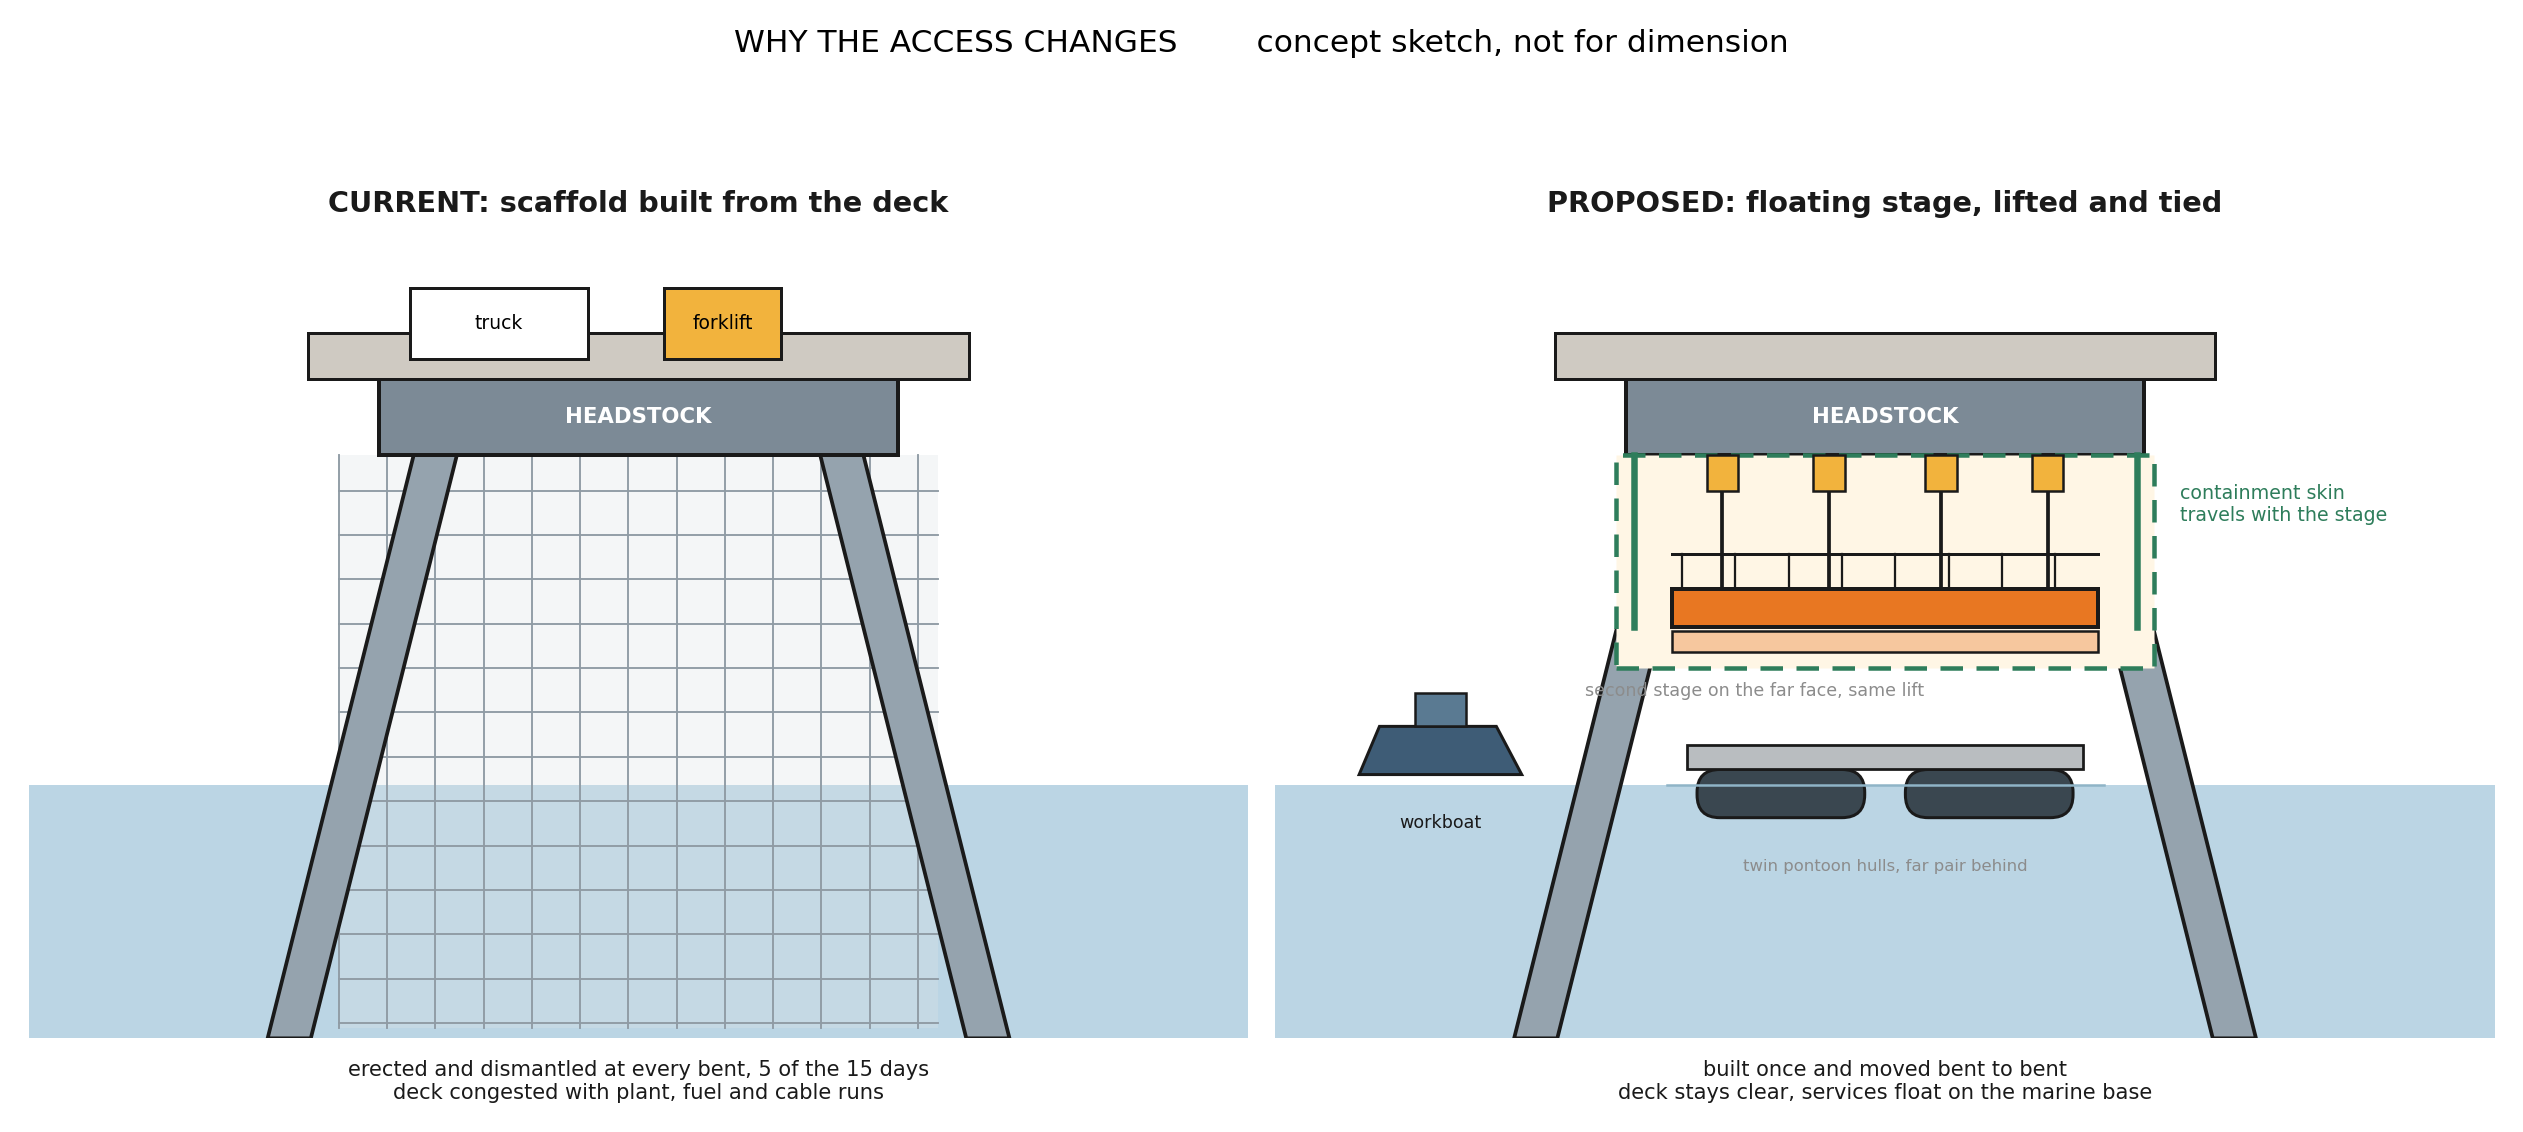 WHY THE ACCESS CHANGES concept sketch, not for dimension
CURRENT: scaffold built from the deck
truck
forklift
HEADSTOCK
erected and dismantled at every bent, 5 of the 15 days
deck congested with plant, fuel and cable runs
PROPOSED: floating stage, lifted and tied
HEADSTOCK
containment skin
travels with the stage
second stage on the far face, same lift
workboat
twin pontoon hulls, far pair behind
built once and moved bent to bent
deck stays clear, services float on the marine base